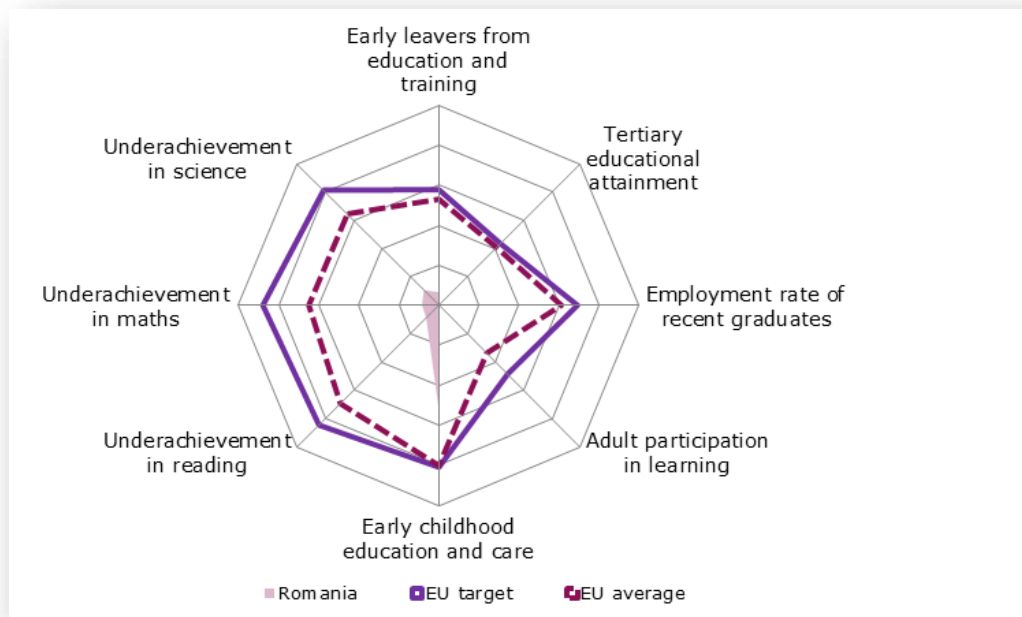 Early leavers from
education and
training
Tertiary
educational
attainment
Underachievement
in science
Underachievement
in maths
Employment rate of
recent graduates
Underachievement
in reading
Adult participation
in learning
Early childhood
education and care
Romania
EU target
EU average